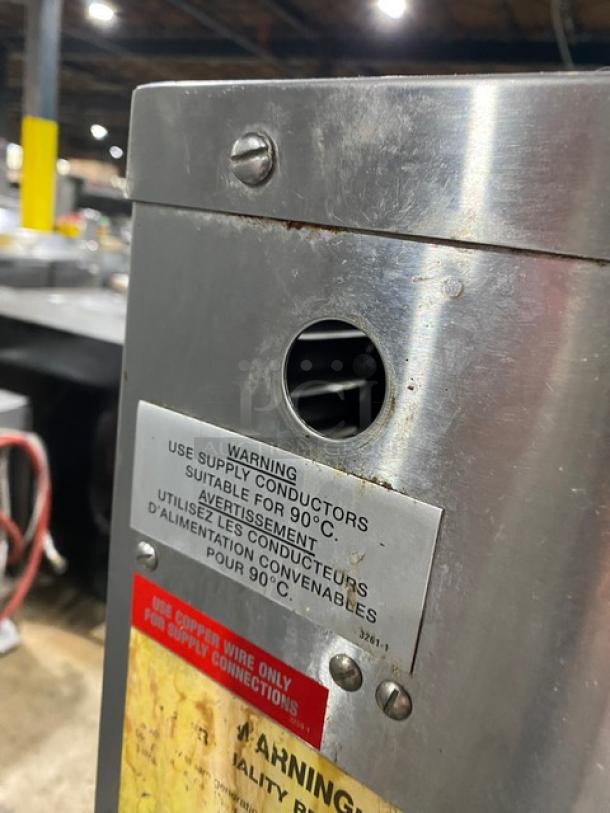 PCI
WARNING
USE SUPPLY CONDUCTORS
SUITABLE FOR 90°C.
AVERTISSEMENT
UTILISEZ LES CONDUCTEURS
D'ALIMENTATION CONVENABLES
POUR 90°C.
3261-1
USE COPPER WIRE ONLY
FOR SUPPLY CONNECTIONS